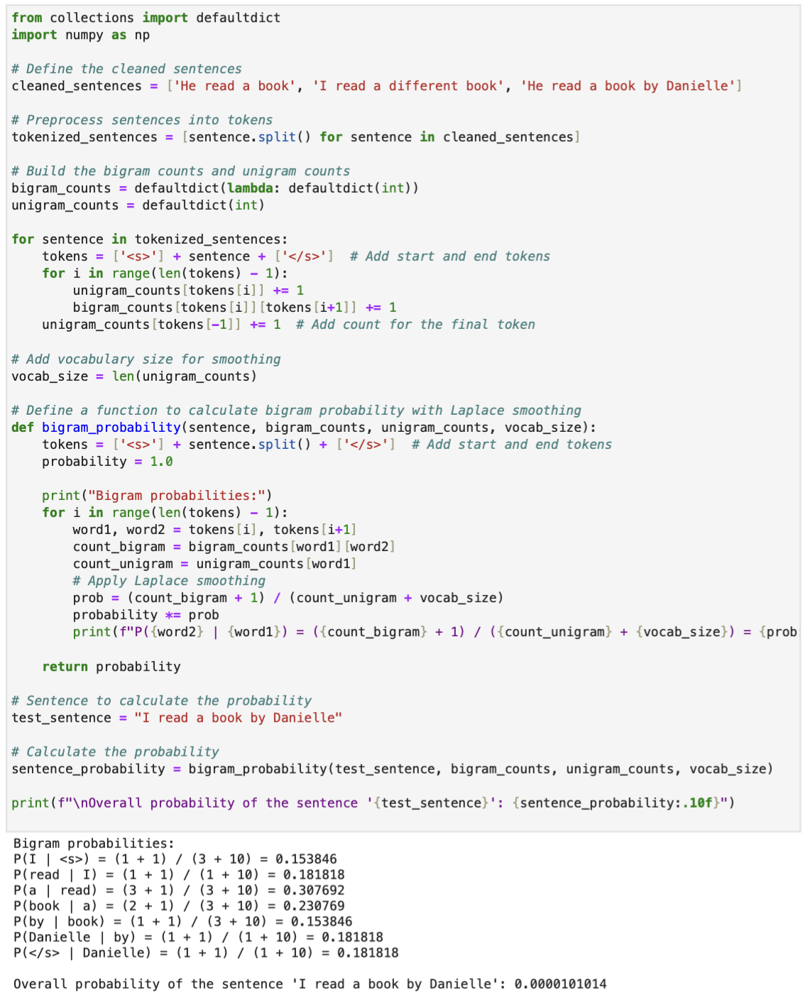 from collections import defaultdict
import numpy as np
# Define the cleaned sentences
cleaned_sentences = ['He read a book', 'I read a different book', 'He read a book by Danielle']
# Preprocess sentences into tokens
tokenized_sentences = [sentence.split() for sentence in cleaned_sentences]
# Build the bigram counts and unigram counts
bigram_counts = defaultdict(lambda: defaultdict(int))
unigram_counts = defaultdict(int)
for sentence in tokenized_sentences:
    tokens = ['<s>'] + sentence + ['</s>']  # Add start and end tokens
    for i in range(len(tokens) - 1):
        unigram_counts[tokens[i]] += 1
        bigram_counts[tokens[i]][tokens[i+1]] += 1
    unigram_counts[tokens[-1]] += 1  # Add count for the final token
# Add vocabulary size for smoothing
vocab_size = len(unigram_counts)
# Define a function to calculate bigram probability with Laplace smoothing
def bigram_probability(sentence, bigram_counts, unigram_counts, vocab_size):
    tokens = ['<s>'] + sentence.split() + ['</s>']  # Add start and end tokens
    probability = 1.0
    print("Bigram probabilities:")
    for i in range(len(tokens) - 1):
        word1, word2 = tokens[i], tokens[i+1]
        count_bigram = bigram_counts[word1][word2]
        count_unigram = unigram_counts[word1]
        # Apply Laplace smoothing
        prob = (count_bigram + 1) / (count_unigram + vocab_size)
        probability *= prob
        print(f"P({word2} | {word1}) = ({count_bigram} + 1) / ({count_unigram} + {vocab_size}) = {prob
    return probability
# Sentence to calculate the probability
test_sentence = "I read a book by Danielle"
# Calculate the probability
sentence_probability = bigram_probability(test_sentence, bigram_counts, unigram_counts, vocab_size)
print(f"\nOverall probability of the sentence '{test_sentence}': {sentence_probability:.10f}")
Bigram probabilities:
P(I | <s>) = (1 + 1) / (3 + 10) = 0.153846
P(read | I) = (1 + 1) / (1 + 10) = 0.181818
P(a | read) = (3 + 1) / (3 + 10) = 0.307692
P(book | a) = (2 + 1) / (3 + 10) = 0.230769
P(by | book) = (1 + 1) / (3 + 10) = 0.153846
P(Danielle | by) = (1 + 1) / (1 + 10) = 0.181818
P(</s> | Danielle) = (1 + 1) / (1 + 10) = 0.181818
Overall probability of the sentence 'I read a book by Danielle': 0.0000101014